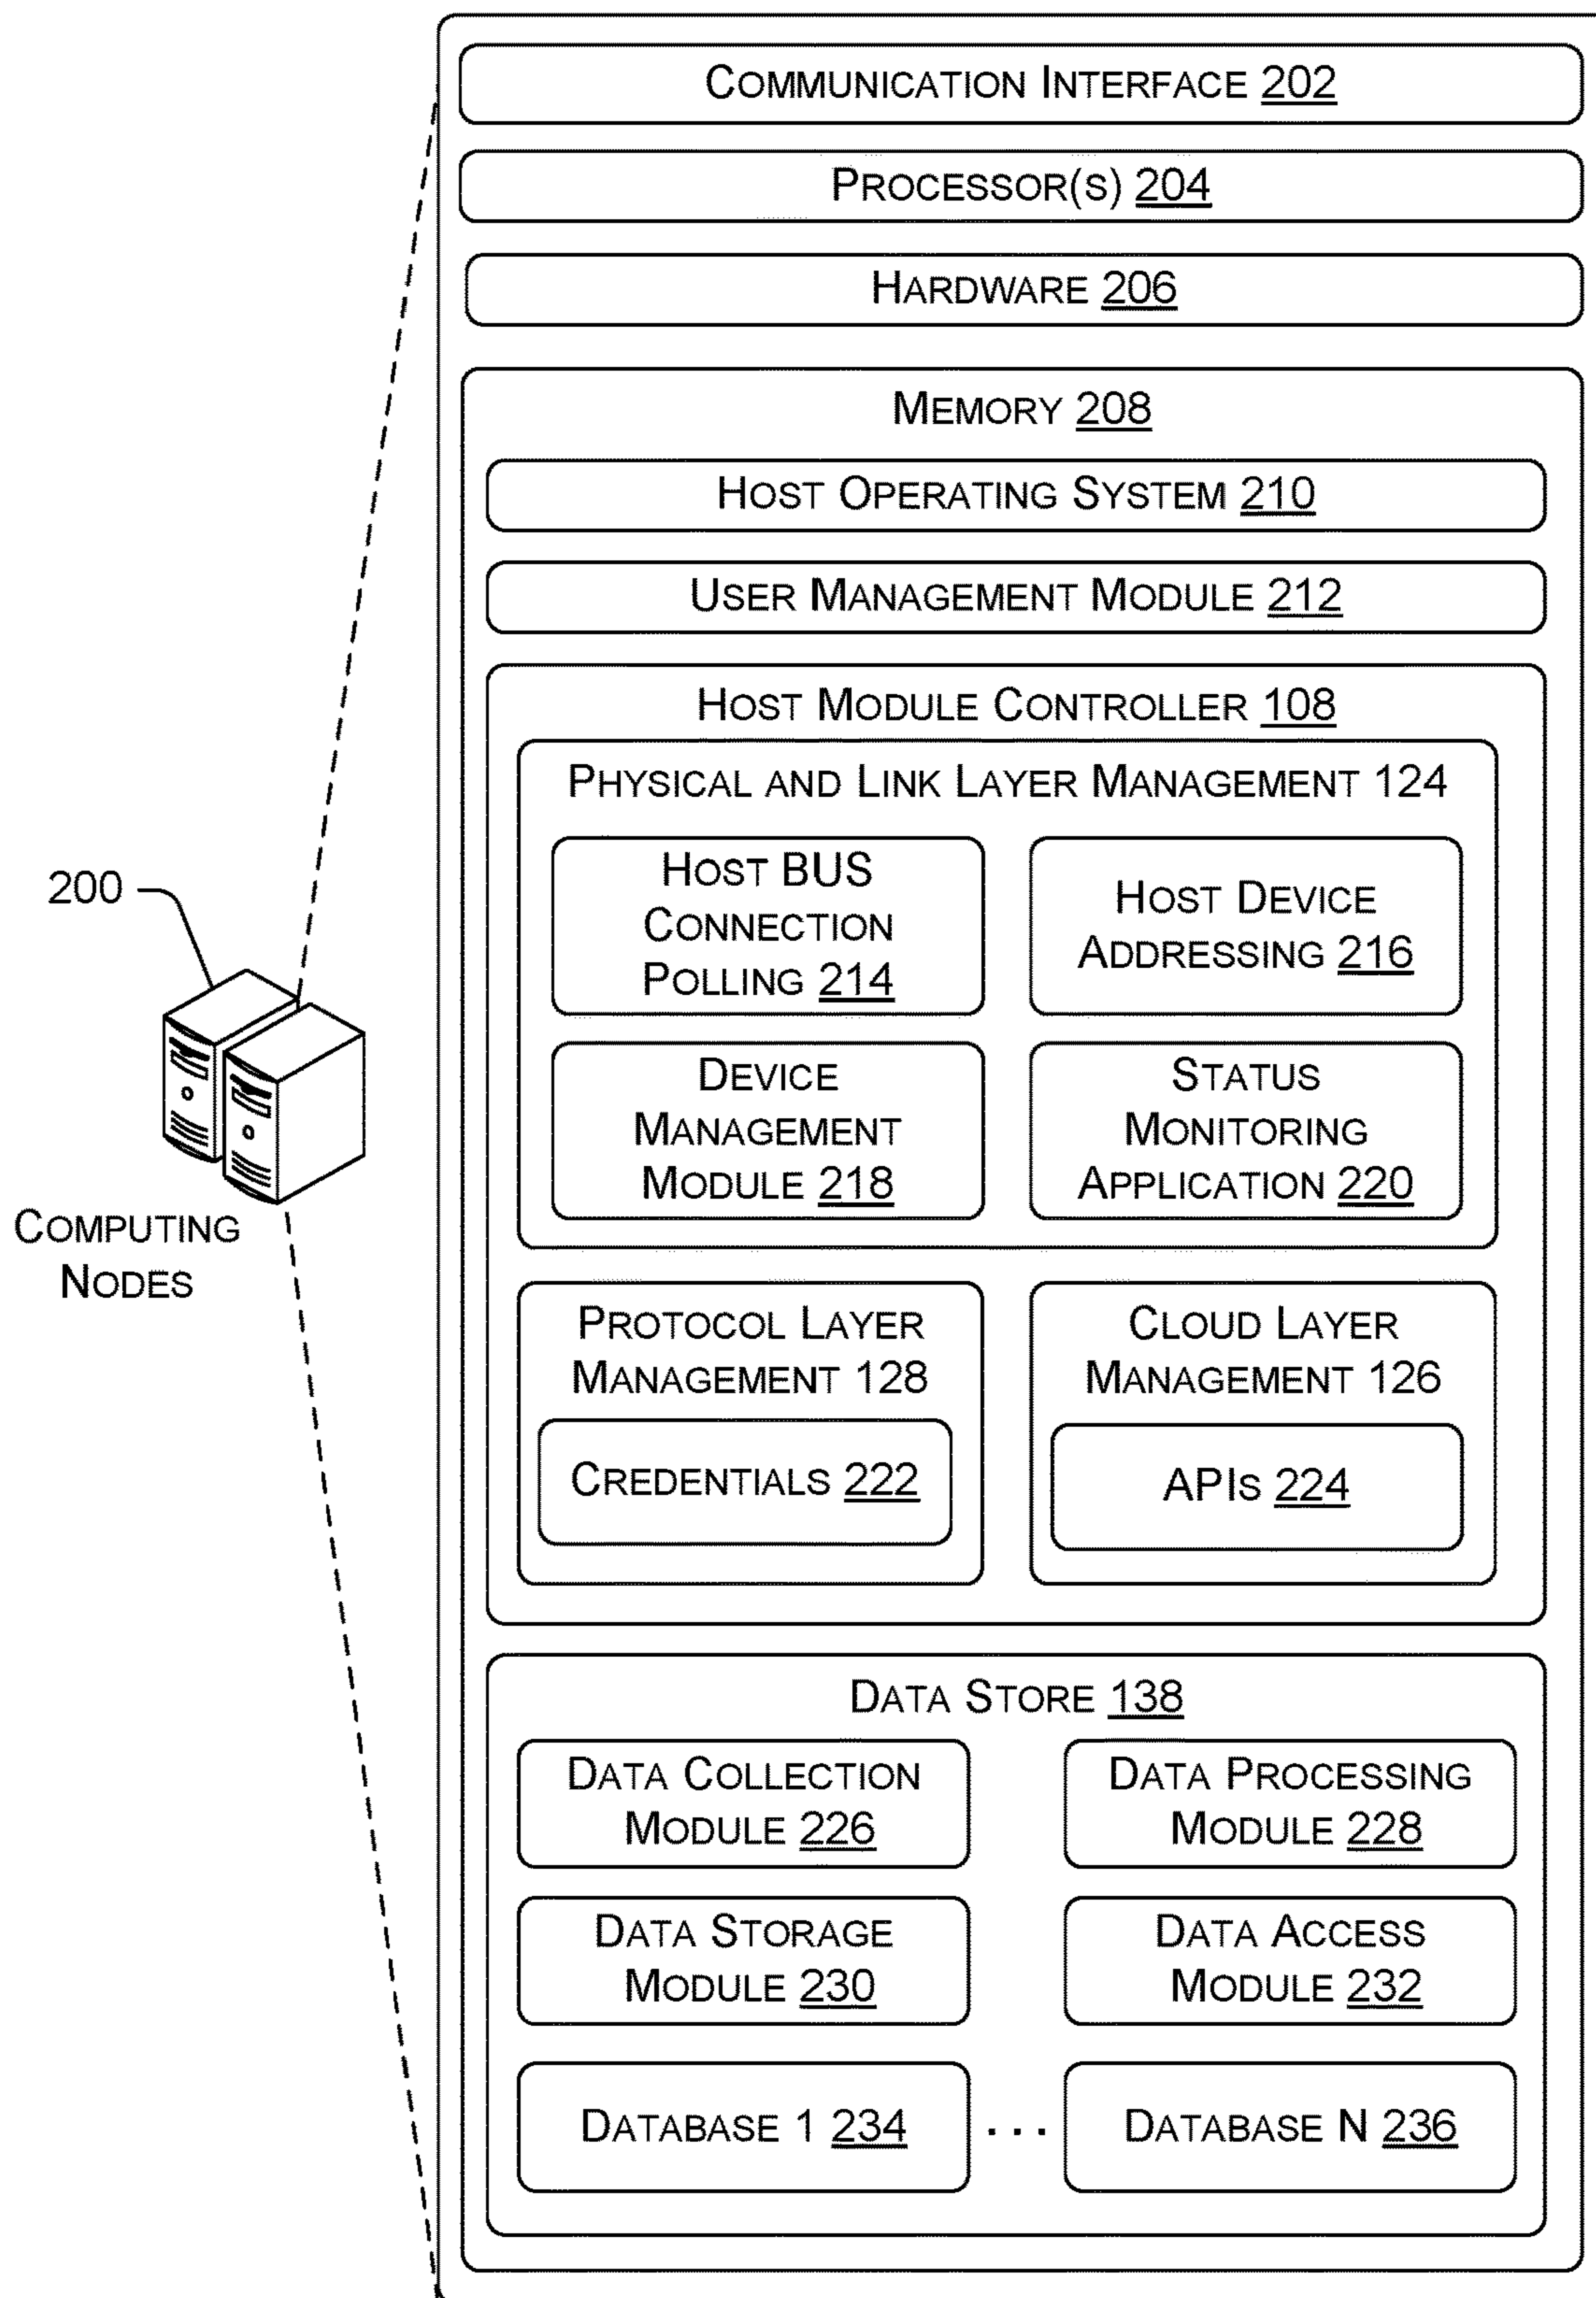 COMMUNICATION INTERFACE 202
PROCESSOR(S) 204
HARDWARE 206
MEMORY 208
HOST OPERATING SYSTEM 210
USER MANAGEMENT MODULE 212
HOST MODULE CONTROLLER 108
PHYSICAL AND LINK LAYER MANAGEMENT 124
HOST BUS
CONNECTION
POLLING 214
HOST DEVICE
ADDRESSING 216
DEVICE
MANAGEMENT
MODULE 218
STATUS
MONITORING
APPLICATION 220
200
COMPUTING
NODES
PROTOCOL LAYER
MANAGEMENT 128
CREDENTIALS 222
CLOUD LAYER
MANAGEMENT 126
APIS 224
DATA STORE 138
DATA COLLECTION
MODULE 226
DATA PROCESSING
MODULE 228
DATA STORAGE
MODULE 230
DATA ACCESS
MODULE 232
DATABASE 1 234
...
DATABASE N 236